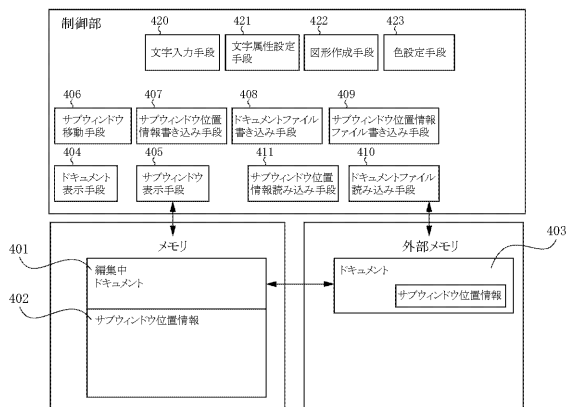 制御部
420
421
422
423
文字入力手段
文字属性設定
手段
図形作成手段
色設定手段
406
407
408
409
サブウィンドウ
移動手段
サブウィンドウ位置
情報書き込み手段
ドキュメントファイル
書き込み手段
サブウィンドウ位置情報
ファイル書き込み手段
404
405
411
410
ドキュメント
表示手段
サブウィンドウ
表示手段
サブウィンドウ位置
情報読み込み手段
ドキュメントファイル
読み込み手段
メモリ
外部メモリ
401
403
編集中
ドキュメント
ドキュメント
サブウィンドウ位置情報
402
サブウィンドウ位置情報